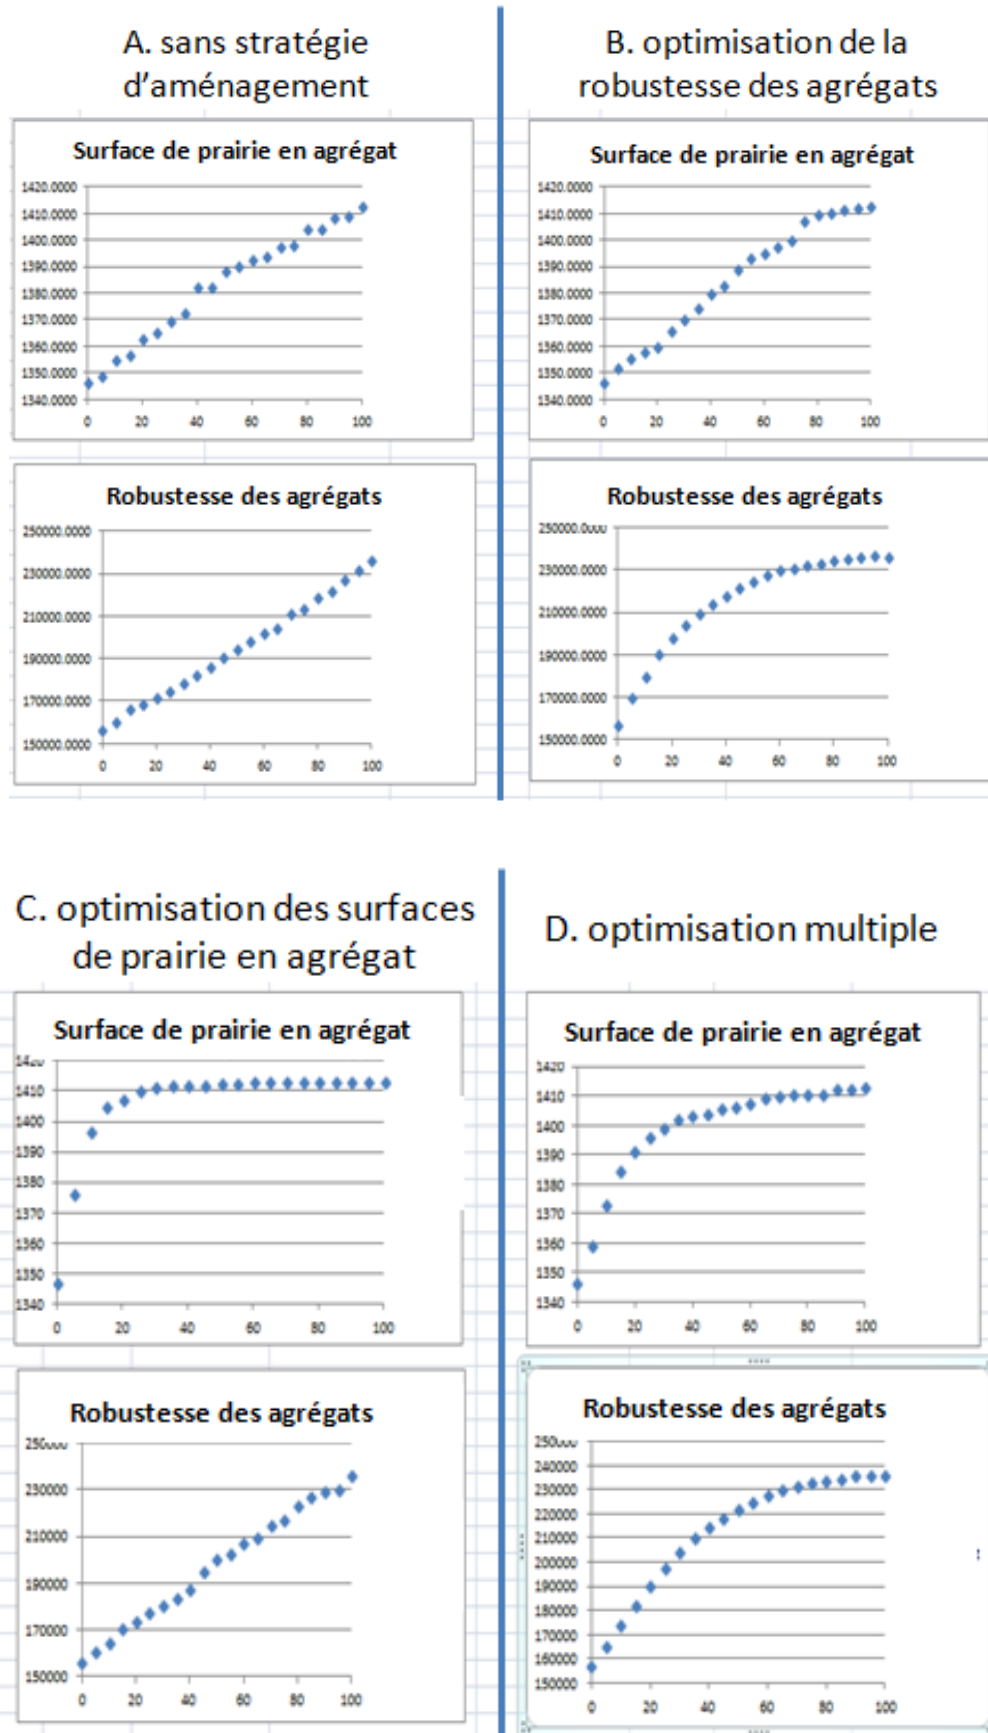 A. sans stratégie
d'aménagement
Surface de prairie en agrégat
1420.0000
1410.0000
1400.0000
1390.0000
1380.0000
1370.0000
1360.0000
1350.0000
1340.0000
0 20 40 60 80 100
Robustesse des agrégats
250000.0000
230000.0000
210000.0000
190000.0000
170000.0000
150000.0000
0 20 40 60 80 100
B. optimisation de la
robustesse des agrégats
Surface de prairie en agrégat
1420.0000
1410.0000
1400.0000
1390.0000
1380.0000
1370.0000
1360.0000
1350.0000
1340.0000
0 20 40 60 80 100
Robustesse des agrégats
250000.0000
230000.0000
210000.0000
190000.0000
170000.0000
150000.0000
0 20 40 60 80 100
C. optimisation des surfaces
de prairie en agrégat
Surface de prairie en agrégat
1420
1410
1400
1390
1380
1370
1360
1350
1340
0 20 40 60 80 100
Robustesse des agrégats
250000
230000
210000
190000
170000
150000
0 20 40 60 80 100
D. optimisation multiple
Surface de prairie en agrégat
1420
1410
1400
1390
1380
1370
1360
1350
1340
0 20 40 60 80 100
Robustesse des agrégats
250000
240000
230000
220000
210000
200000
190000
180000
170000
160000
150000
0 20 40 60 80 100